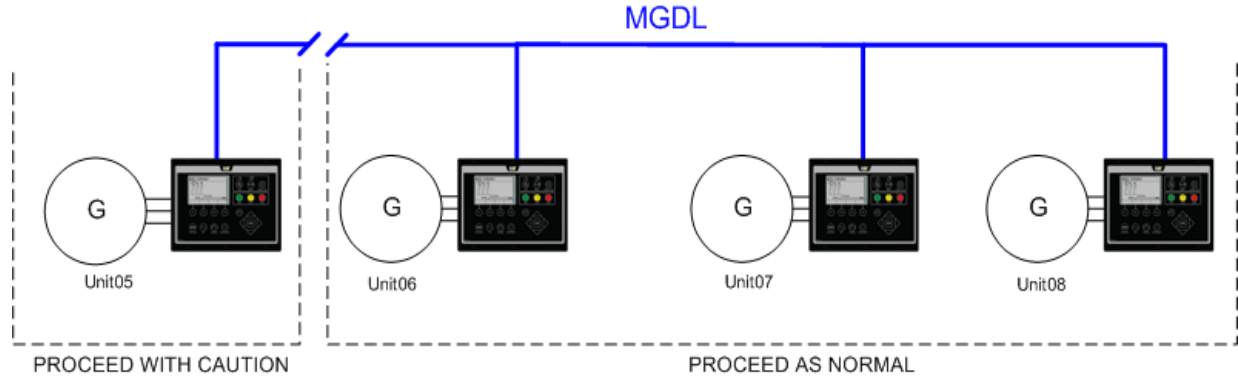 MGDL
G
G
G
G
Unit05
Unit06
Unit07
Unit08
PROCEED WITH CAUTION
PROCEED AS NORMAL